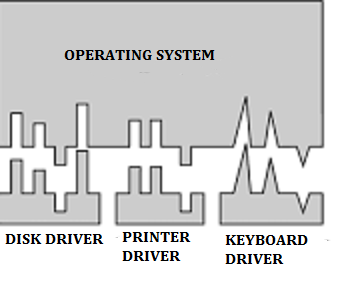 OPERATING SYSTEM
DISK DRIVER
PRINTER
DRIVER
KEYBOARD
DRIVER